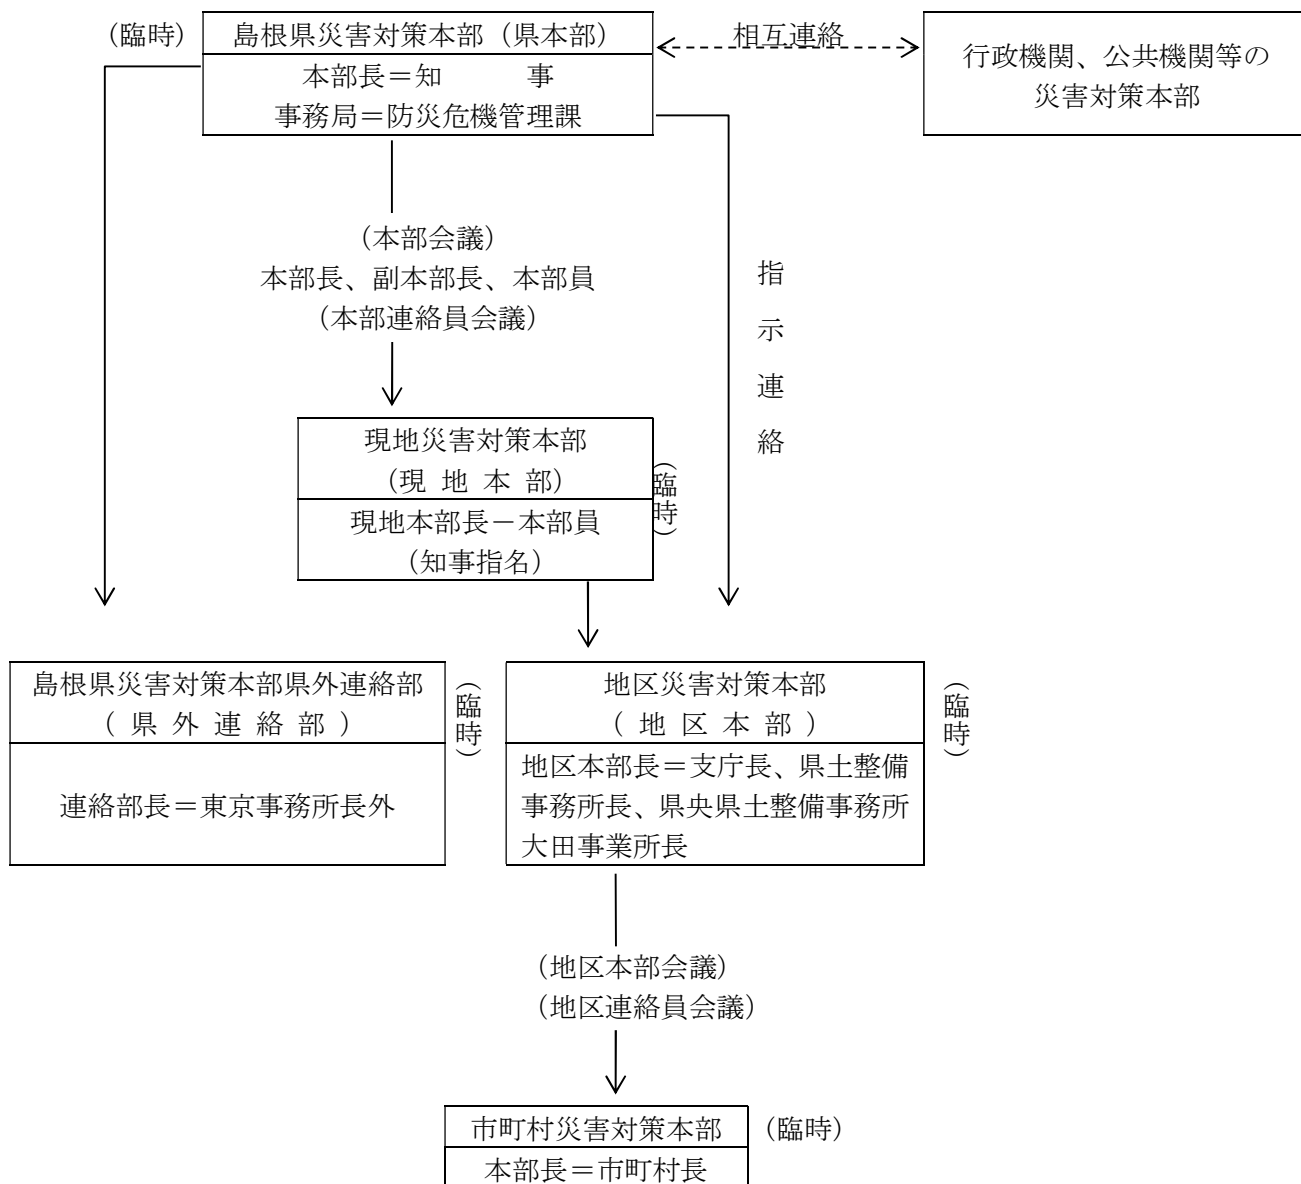 (臨時)
島根県災害対策本部(県本部)
相互連絡
本部長=知　　　事
事務局=防災危機管理課
行政機関、公共機関等の
災害対策本部
(本部会議)
本部長、副本部長、本部員
(本部連絡員会議)
指示連絡
現地災害対策本部
(現 地 本 部)
(臨時)
現地本部長-本部員
(知事指名)
島根県災害対策本部県外連絡部
( 県 外 連 絡 部 )
(臨時)
連絡部長=東京事務所長外
地区災害対策本部
( 地 区 本 部 )
(臨時)
地区本部長=支庁長、県土整備
事務所長、県央県土整備事務所
大田事業所長
(地区本部会議)
(地区連絡員会議)
市町村災害対策本部
(臨時)
本部長=市町村長